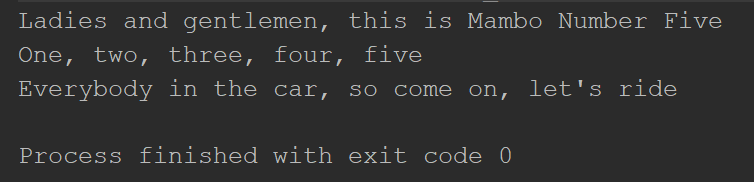 Ladies and gentlemen, this is Mambo Number Five
One, two, three, four, five
Everybody in the car, so come on, let's ride
Process finished with exit code 0